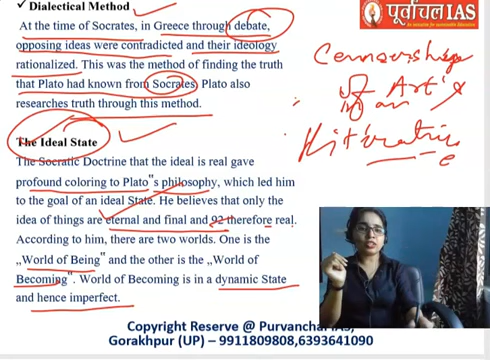 ➤ Dialectical Method
At the time of Socrates, in Greece through debate,
opposing ideas were contradicted and their ideology
rationalized. This was the method of finding the truth
that Plato had known from Socrates. Plato also
researches truth through this method.
The Ideal State
The Socratic Doctrine that the ideal is real gave
profound coloring to Plato"s philosophy, which led him
to the goal of an ideal State. He believes that only the
idea of things are eternal and final and 92 therefore real.
According to him, there are two worlds. One is the
„World of Being" and the other is the „World of
Becoming". World of Becoming is in a dynamic State
and hence imperfect.
पूर्वांचल IAS
Censorship
of Art &
Literature
Copyright Reserve @ Purvanchal IAS,
Gorakhpur (UP) – 9911809808,6393641090